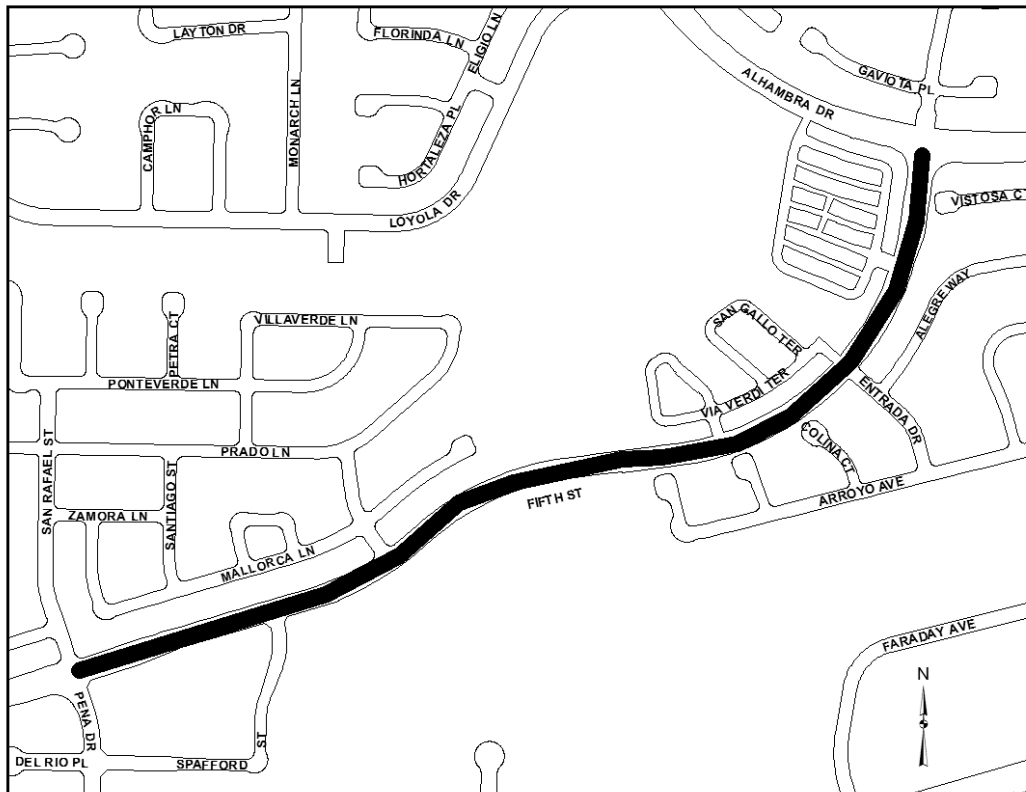 LAYTON DR
FLORINDA LN
ELIGIO LN
CAMPHOR LN
MONARCH LN
HORTALEZA PL
LOYOLA DR
ALHAMBRA DR
GAVIOTA PL
VISTOSA CT
ALEGRE WAY
PETRA CT
VILLAVERDE LN
PONTEVERDE LN
SAN GALLO TER
VIA VERDI TER
ENTRADA DR
COLINA CT
PRADO LN
SAN RAFAEL ST
SANTIAGO ST
ZAMORA LN
MALLORCA LN
FIFTH ST
ARROYO AVE
FARADAY AVE
N
PENA DR
DEL RIO PL
SPAFFORD ST